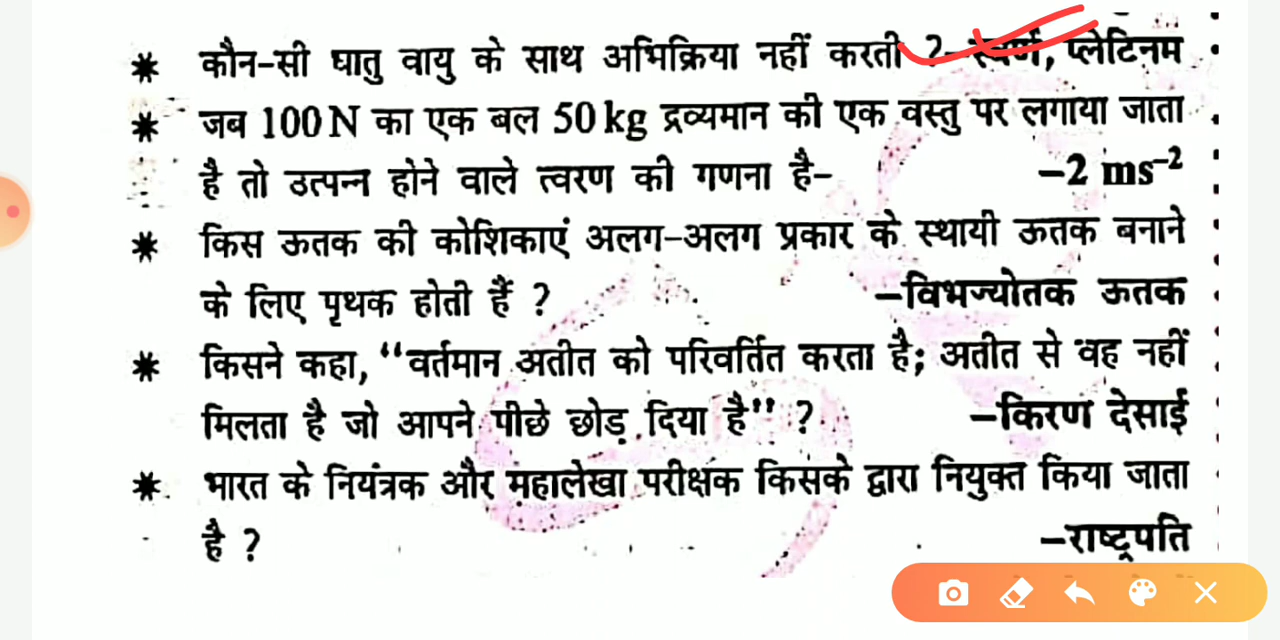 * कौन-सी धातु वायु के साथ अभिक्रिया नहीं करती ? -स्वर्ण, प्लेटिनम
* जब 100 N का एक बल 50 kg द्रव्यमान की एक वस्तु पर लगाया जाता
है तो उत्पन्न होने वाले त्वरण की गणना है- -2 ms⁻²
* किस ऊतक की कोशिकाएं अलग-अलग प्रकार के स्थायी ऊतक बनाने
के लिए पृथक होती हैं ? -विभज्योतक ऊतक
* किसने कहा, “वर्तमान अतीत को परिवर्तित करता है; अतीत से वह नहीं
मिलता है जो आपने पीछे छोड़ दिया है" ? -किरण देसाई
* भारत के नियंत्रक और महालेखा परीक्षक किसके द्वारा नियुक्त किया जाता
है ? -राष्ट्रपति